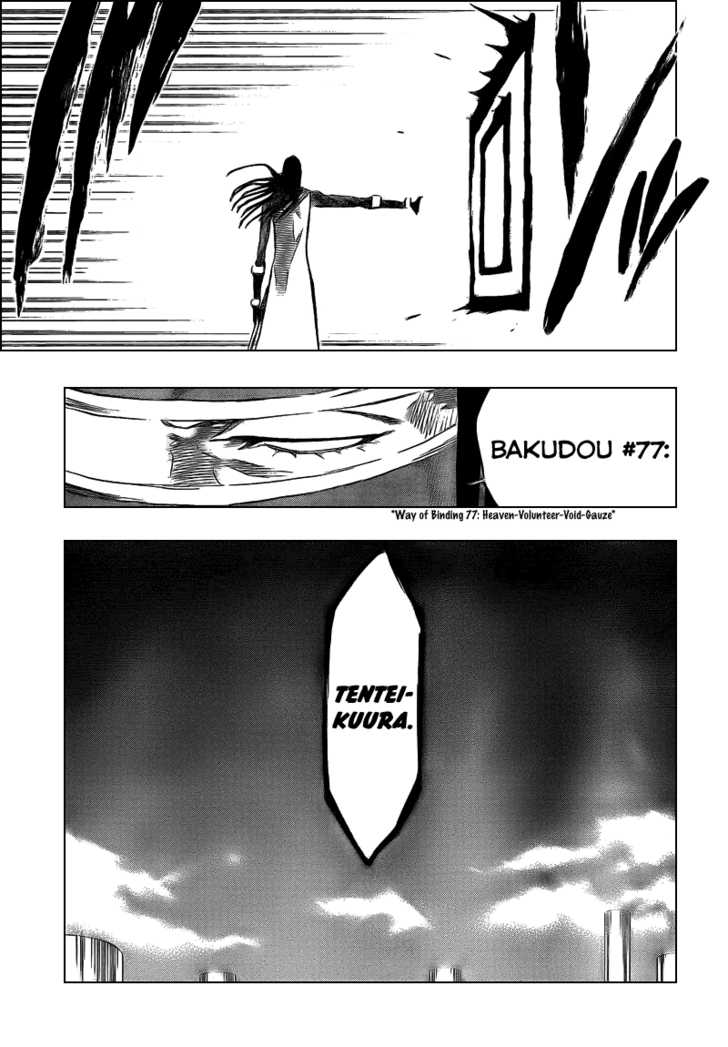 BAKUDOU #77:
"Way of Binding 77: Heaven-Volunteer-Void-Gauze"
TENTEI-
KUURA.